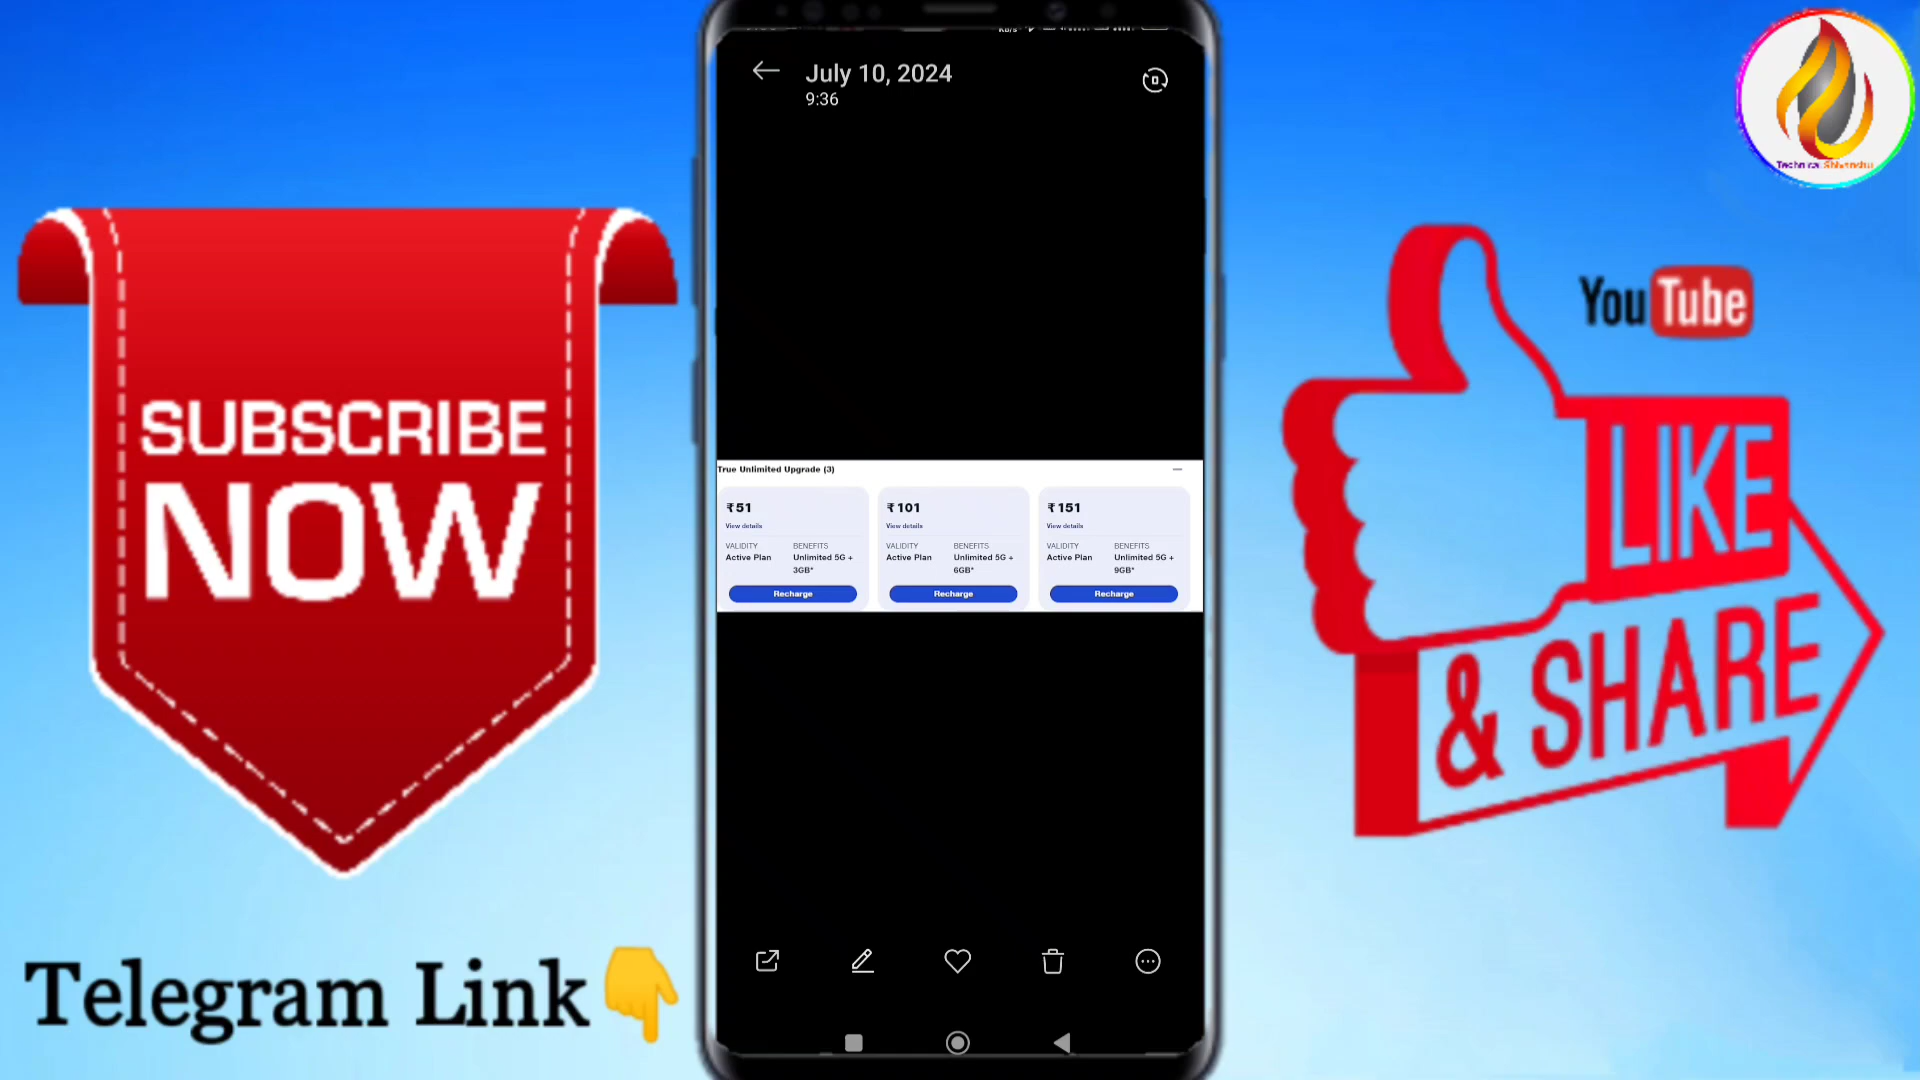 July 10, 2024
9:36
Technical Shivanshu
SUBSCRIBE
NOW
YouTube
LIKE
& SHARE
True Unlimited Upgrade (3)
₹51
View details
VALIDITY
BENEFITS
Active Plan
Unlimited 5G +
3GB*
Recharge
₹101
View details
VALIDITY
BENEFITS
Active Plan
Unlimited 5G +
6GB*
Recharge
₹151
View details
VALIDITY
BENEFITS
Active Plan
Unlimited 5G +
9GB*
Recharge
Telegram Link